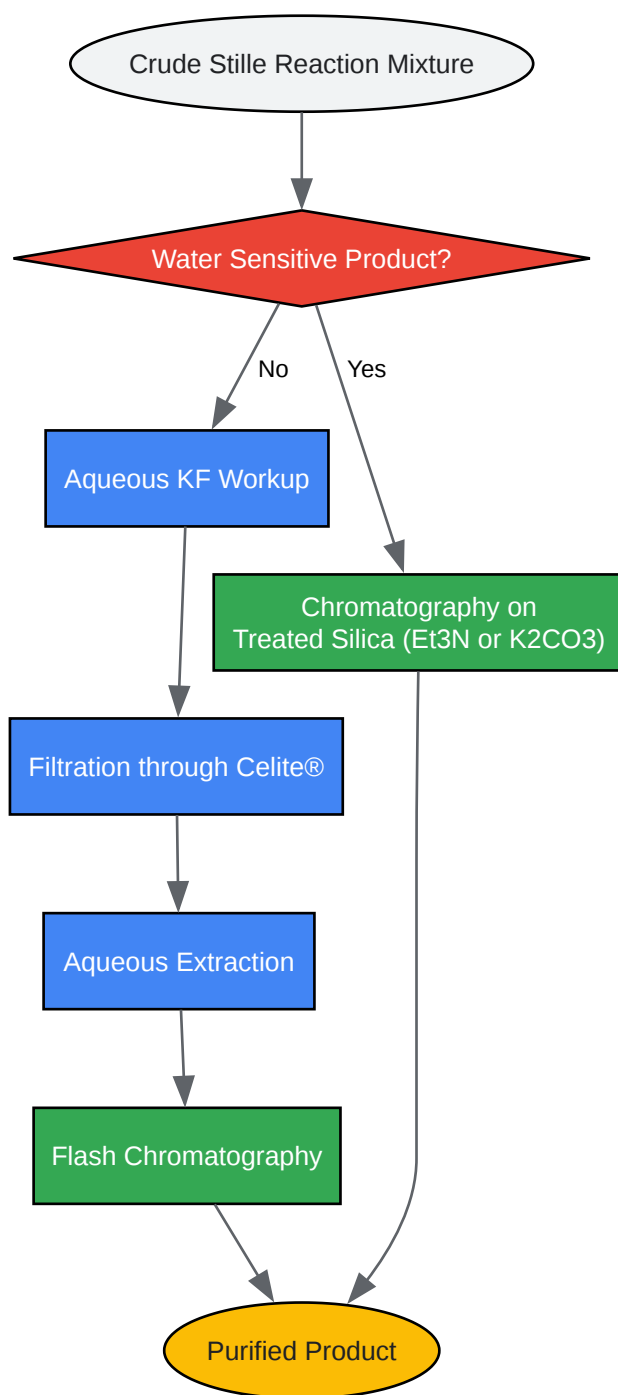 Crude Stille Reaction Mixture
Water Sensitive Product?
No
Yes
Aqueous KF Workup
Chromatography on
Treated Silica (Et3N or K2CO3)
Filtration through Celite®
Aqueous Extraction
Flash Chromatography
Purified Product